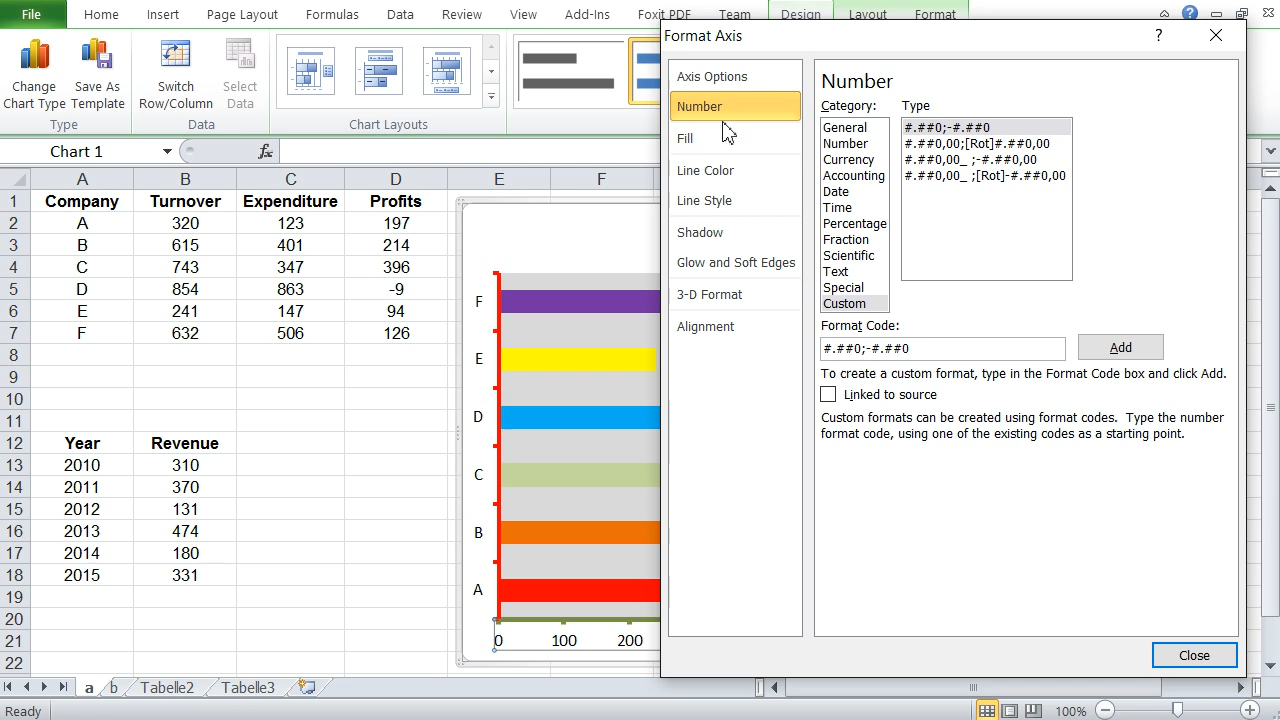 File Home Insert Page Layout Formulas Data Review View Add-Ins Foxit PDF Team Design Layout Format
Change Chart Type
Save As Template
Switch Row/Column
Select Data
Type Data Chart Layouts
Chart 1 fx
Format Axis ?
A B C D E F
1 Company Turnover Expenditure Profits
2 A 320 123 197
3 B 615 401 214
4 C 743 347 396
5 D 854 863 -9
6 E 241 147 94
7 F 632 506 126
8
9
10
11
12 Year Revenue
13 2010 310
14 2011 370
15 2012 131
16 2013 474
17 2014 180
18 2015 331
19
20
21
22
F
E
D
C
B
A
0 100 200
Axis Options
Number
Fill
Line Color
Line Style
Shadow
Glow and Soft Edges
3-D Format
Alignment
Number
Category: Type
General
Number
Currency
Accounting
Date
Time
Percentage
Fraction
Scientific
Text
Special
Custom
#.##0;-#.##0
#.##0,00;[Rot]#.##0,00
#.##0,00_ ;-#.##0,00
#.##0,00_ ;[Rot]-#.##0,00
Format Code:
#.##0;-#.##0 Add
To create a custom format, type in the Format Code box and click Add.
Linked to source
Custom formats can be created using format codes. Type the number
format code, using one of the existing codes as a starting point.
Close
a b Tabelle2 Tabelle3
Ready 100%